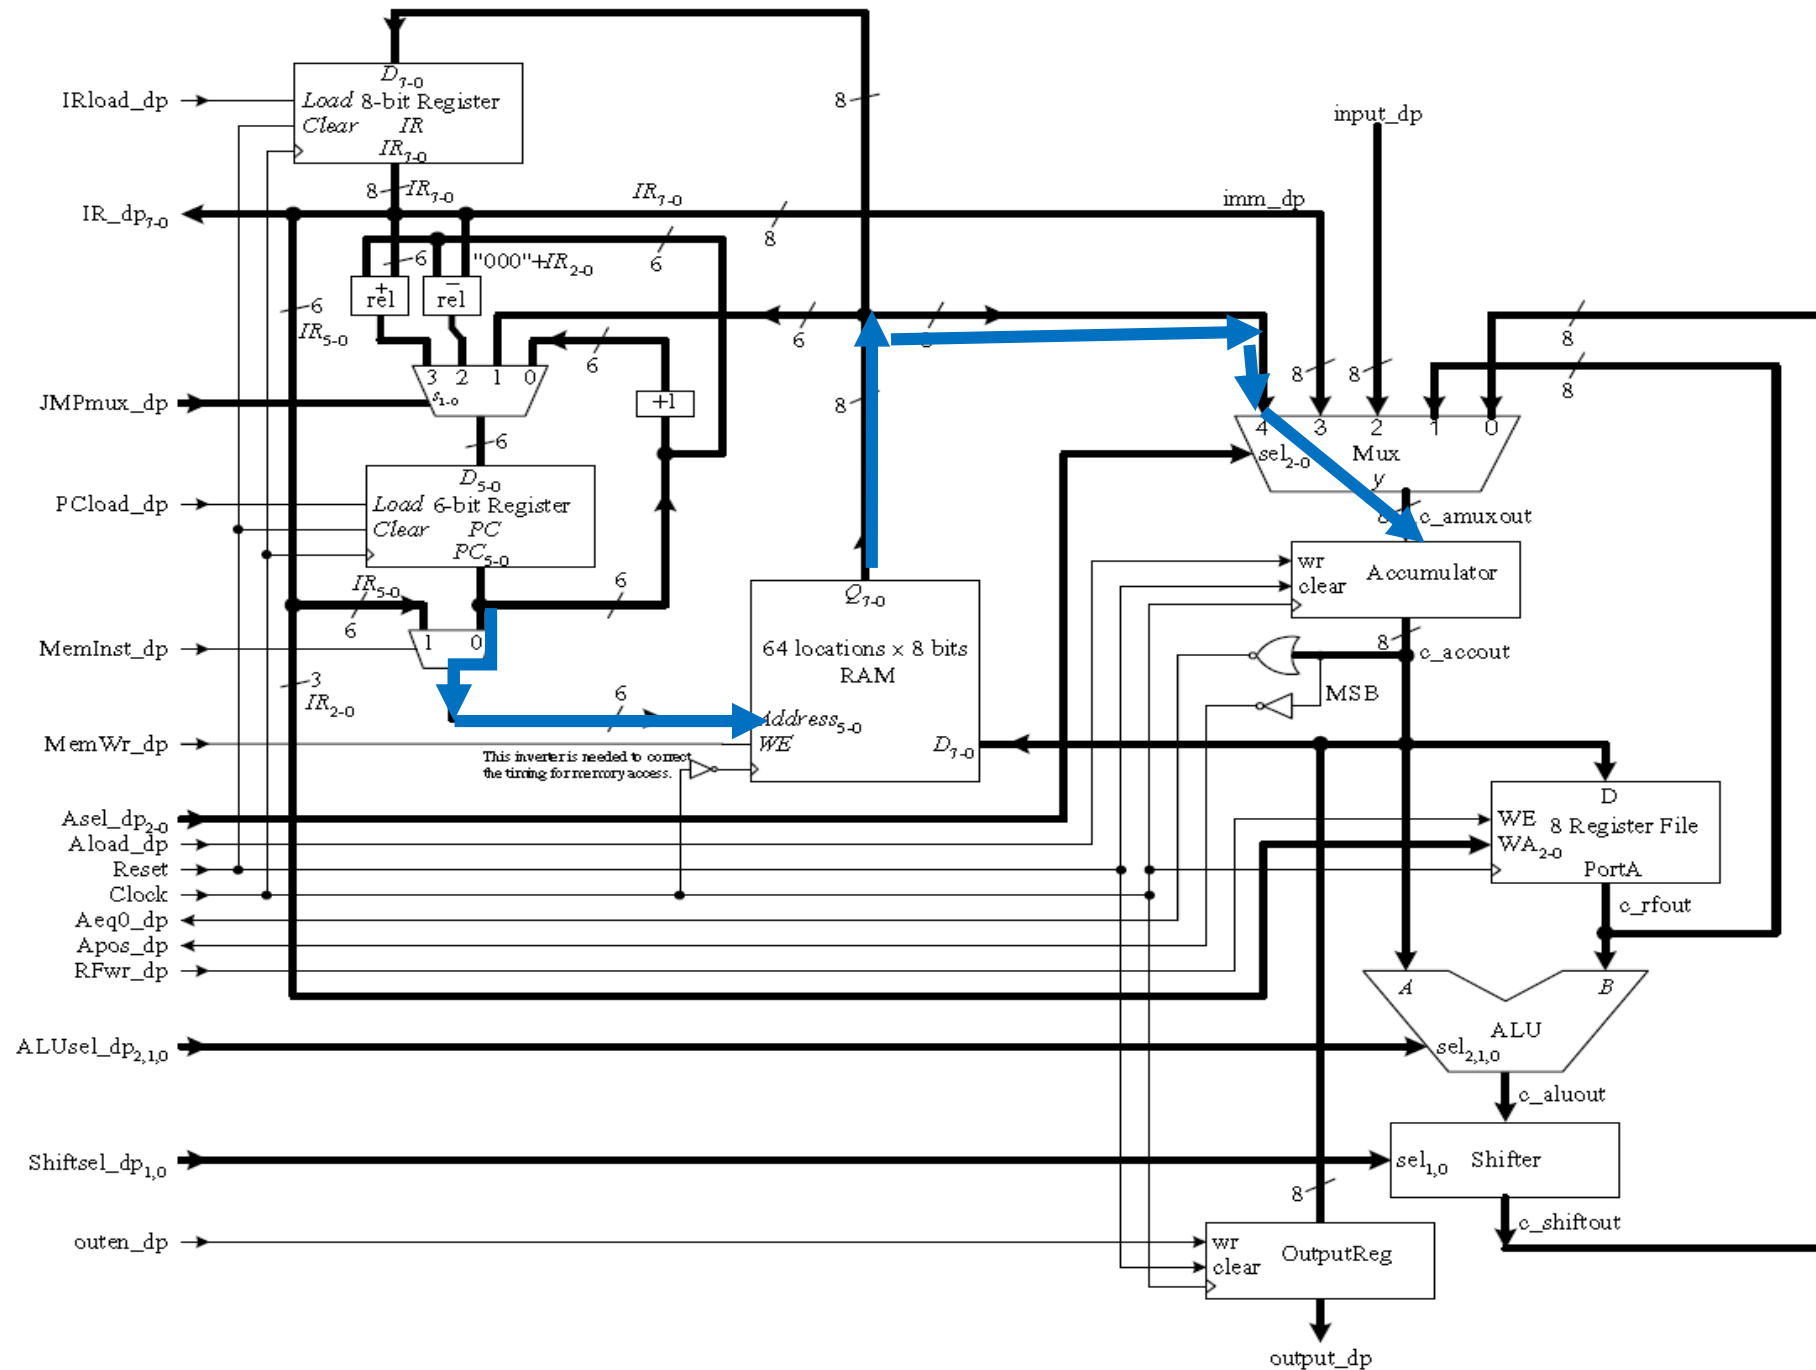 D7-0
IRload_dp
Load 8-bit Register
Clear IR
IR7-0
8
input_dp
8 IR7-0
IR7-0
imm_dp
IR_dp7-0
8
6
6
"000"+IR2-0
+
rel
−
rel
6
IR5-0
6
8
6
8
8
8
8
3 2 1 0
+1
8
JMPmux_dp
s1-0
4 3 2 1 0
6
sel2-0
Mux
y
D5-0
PCload_dp
Load 6-bit Register
8
c_amuxout
Clear PC
PC5-0
wr
Accumulator
clear
IR5-0
6
6
Q7-0
1 0
MemInst_dp
64 locations x 8 bits
RAM
8
c_accout
3
IR2-0
6
MSB
Address5-0
MemWr_dp
WE
D7-0
This inverter is needed to correct
the timing for memory access.
D
Asel_dp2-0
WE
8 Register File
Aload_dp
WA2-0
Reset
PortA
Clock
c_rfout
Aeq0_dp
Apos_dp
RFwr_dp
A
B
ALU
ALUsel_dp2,1,0
sel2,1,0
c_aluout
Shiftsel_dp1,0
sel1,0
Shifter
8
c_shiftout
outen_dp
wr
OutputReg
clear
output_dp